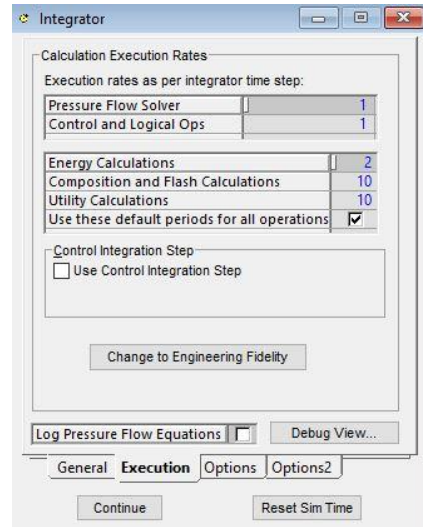 Integrator
Calculation Execution Rates
Execution rates as per integrator time step:
Pressure Flow Solver 1
Control and Logical Ops 1
Energy Calculations 2
Composition and Flash Calculations 10
Utility Calculations 10
Use these default periods for all operations
Control Integration Step
Use Control Integration Step
Change to Engineering Fidelity
Log Pressure Flow Equations Debug View...
General Execution Options Options2
Continue Reset Sim Time